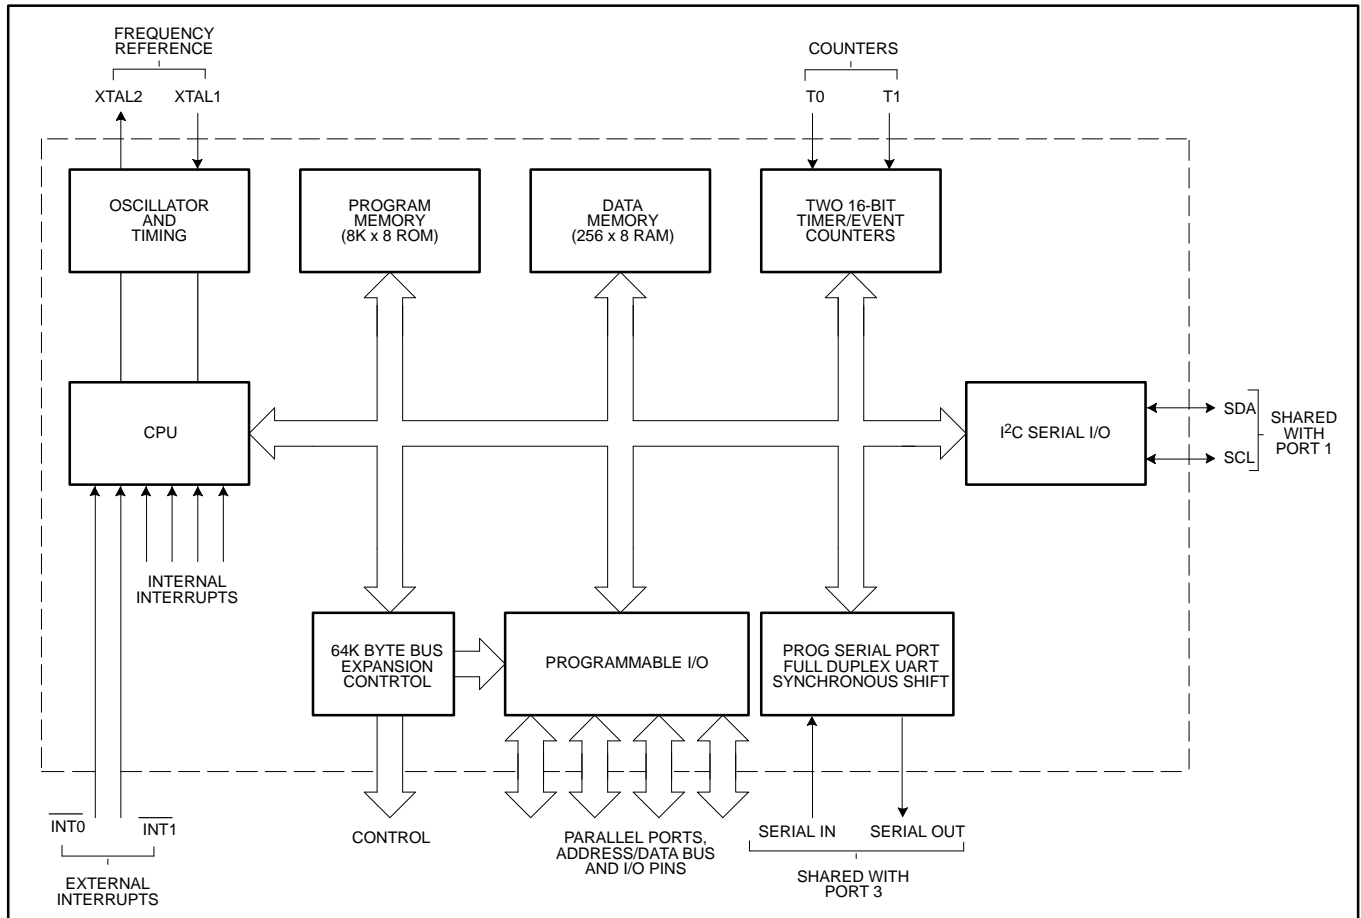 FREQUENCY
REFERENCE
COUNTERS
XTAL2
XTAL1
T0
T1
OSCILLATOR
AND
TIMING
PROGRAM
MEMORY
(8K x 8 ROM)
DATA
MEMORY
(256 x 8 RAM)
TWO 16-BIT
TIMER/EVENT
COUNTERS
CPU
I²C SERIAL I/O
SDA
SCL
SHARED
WITH
PORT 1
INTERNAL
INTERRUPTS
64K BYTE BUS
EXPANSION
CONTRTOL
PROGRAMMABLE I/O
PROG SERIAL PORT
FULL DUPLEX UART
SYNCHRONOUS SHIFT
INT0
INT1
EXTERNAL
INTERRUPTS
CONTROL
PARALLEL PORTS,
ADDRESS/DATA BUS
AND I/O PINS
SERIAL IN
SERIAL OUT
SHARED WITH
PORT 3